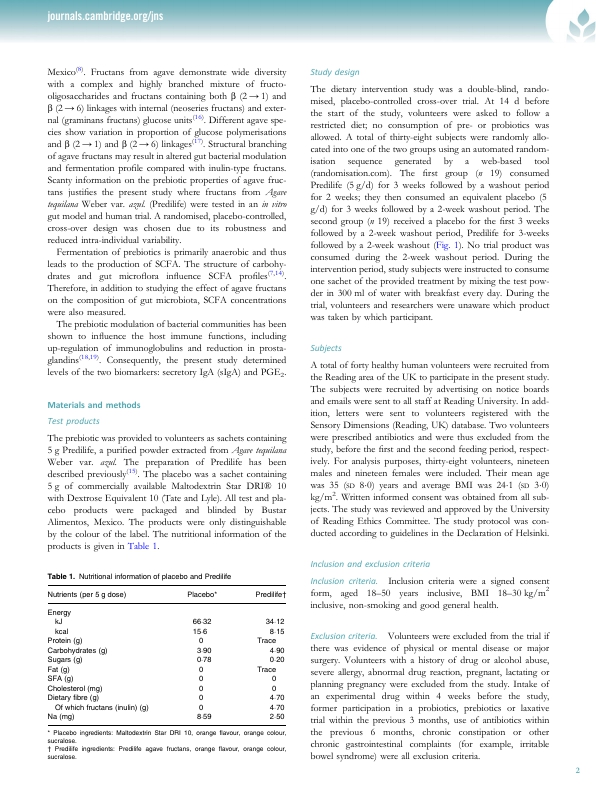 journals.cambridge.org/jns
Mexico(8). Fructans from agave demonstrate wide diversity
with a complex and highly branched mixture of fructo-
oligosaccharides and fructans containing both β (2 → 1) and
β (2 → 6) linkages with internal (neoseries fructans) and exter-
nal (graminans fructans) glucose units(16). Different agave spe-
cies show variation in proportion of glucose polymerisations
and β (2 → 1) and β (2 → 6) linkages(17). Structural branching
of agave fructans may result in altered gut bacterial modulation
and fermentation profile compared with inulin-type fructans.
Scanty information on the prebiotic properties of agave fruc-
tans justifies the present study where fructans from Agave
tequilana Weber var. azul. (Predilife) were tested in an in vitro
gut model and human trial. A randomised, placebo-controlled,
cross-over design was chosen due to its robustness and
reduced intra-individual variability.
Fermentation of prebiotics is primarily anaerobic and thus
leads to the production of SCFA. The structure of carbohy-
drates and gut microflora influence SCFA profiles(7,14).
Therefore, in addition to studying the effect of agave fructans
on the composition of gut microbiota, SCFA concentrations
were also measured.
The prebiotic modulation of bacterial communities has been
shown to influence the host immune functions, including
up-regulation of immunoglobulins and reduction in prosta-
glandins(18,19). Consequently, the present study determined
levels of the two biomarkers: secretory IgA (sIgA) and PGE2.
Materials and methods
Test products
The prebiotic was provided to volunteers as sachets containing
5 g Predilife, a purified powder extracted from Agave tequilana
Weber var. azul. The preparation of Predilife has been
described previously(15). The placebo was a sachet containing
5 g of commercially available Maltodextrin Star DRI® 10
with Dextrose Equivalent 10 (Tate and Lyle). All test and pla-
cebo products were packaged and blinded by Bustar
Alimentos, Mexico. The products were only distinguishable
by the colour of the label. The nutritional information of the
products is given in Table 1.
Table 1. Nutritional information of placebo and Predilife
Nutrients (per 5 g dose) Placebo* Predilife†
Energy
kJ 66·32 34·12
kcal 15·6 8·15
Protein (g) 0 Trace
Carbohydrates (g) 3·90 4·90
Sugars (g) 0·78 0·20
Fat (g) 0 Trace
SFA (g) 0 0
Cholesterol (mg) 0 0
Dietary fibre (g) 0 4·70
Of which fructans (inulin) (g) 0 4·70
Na (mg) 8·59 2·50
* Placebo ingredients: Maltodextrin Star DRI 10, orange flavour, orange colour,
sucralose.
† Predilife ingredients: Predilife agave fructans, orange flavour, orange colour,
sucralose.
Study design
The dietary intervention study was a double-blind, rando-
mised, placebo-controlled cross-over trial. At 14 d before
the start of the study, volunteers were asked to follow a
restricted diet; no consumption of pre- or probiotics was
allowed. A total of thirty-eight subjects were randomly allo-
cated into one of the two groups using an automated random-
isation sequence generated by a web-based tool
(randomisation.com). The first group (n 19) consumed
Predilife (5 g/d) for 3 weeks followed by a washout period
for 2 weeks; they then consumed an equivalent placebo (5
g/d) for 3 weeks followed by a 2-week washout period. The
second group (n 19) received a placebo for the first 3 weeks
followed by a 2-week washout period, Predilife for 3-weeks
followed by a 2-week washout (Fig. 1). No trial product was
consumed during the 2-week washout period. During the
intervention period, study subjects were instructed to consume
one sachet of the provided treatment by mixing the test pow-
der in 300 ml of water with breakfast every day. During the
trial, volunteers and researchers were unaware which product
was taken by which participant.
Subjects
A total of forty healthy human volunteers were recruited from
the Reading area of the UK to participate in the present study.
The subjects were recruited by advertising on notice boards
and emails were sent to all staff at Reading University. In add-
ition, letters were sent to volunteers registered with the
Sensory Dimensions (Reading, UK) database. Two volunteers
were prescribed antibiotics and were thus excluded from the
study, before the first and the second feeding period, respect-
ively. For analysis purposes, thirty-eight volunteers, nineteen
males and nineteen females were included. Their mean age
was 35 (SD 8·0) years and average BMI was 24·1 (SD 3·0)
kg/m2. Written informed consent was obtained from all sub-
jects. The study was reviewed and approved by the University
of Reading Ethics Committee. The study protocol was con-
ducted according to guidelines in the Declaration of Helsinki.
Inclusion and exclusion criteria
Inclusion criteria. Inclusion criteria were a signed consent
form, aged 18–50 years inclusive, BMI 18–30 kg/m2
inclusive, non-smoking and good general health.
Exclusion criteria. Volunteers were excluded from the trial if
there was evidence of physical or mental disease or major
surgery. Volunteers with a history of drug or alcohol abuse,
severe allergy, abnormal drug reaction, pregnant, lactating or
planning pregnancy were excluded from the study. Intake of
an experimental drug within 4 weeks before the study,
former participation in a probiotics, prebiotics or laxative
trial within the previous 3 months, use of antibiotics within
the previous 6 months, chronic constipation or other
chronic gastrointestinal complaints (for example, irritable
bowel syndrome) were all exclusion criteria.
2